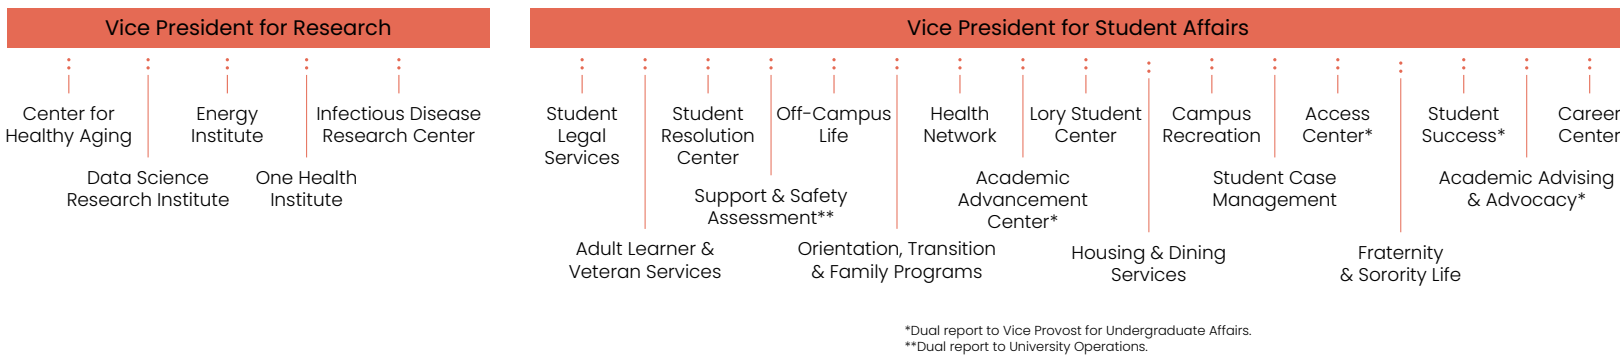 Vice President for Research
Center for
Healthy Aging
Data Science
Research Institute
Energy
Institute
One Health
Institute
Infectious Disease
Research Center
Vice President for Student Affairs
Student
Legal
Services
Adult Learner &
Veteran Services
Student
Resolution
Center
Support & Safety
Assessment**
Off-Campus
Life
Orientation, Transition
& Family Programs
Health
Network
Academic
Advancement
Center*
Lory Student
Center
Housing & Dining
Services
Campus
Recreation
Student Case
Management
Access
Center*
Fraternity
& Sorority Life
Student
Success*
Academic Advising
& Advocacy*
Career
Center
*Dual report to Vice Provost for Undergraduate Affairs.
**Dual report to University Operations.